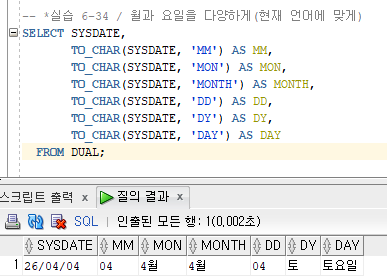 -- *실습 6-34 / 월과 요일을 다양하게(현재 언어에 맞게)
SELECT SYSDATE,
TO_CHAR(SYSDATE, 'MM') AS MM,
TO_CHAR(SYSDATE, 'MON') AS MON,
TO_CHAR(SYSDATE, 'MONTH') AS MONTH,
TO_CHAR(SYSDATE, 'DD') AS DD,
TO_CHAR(SYSDATE, 'DY') AS DY,
TO_CHAR(SYSDATE, 'DAY') AS DAY
FROM DUAL;
스크립트 출력 x 질의 결과 x
SQL | 인출된 모든 행: 1(0,002초)
SYSDATE MM MON MONTH DD DY DAY
1 26/04/04 04 4월 4월 04 토 토요일